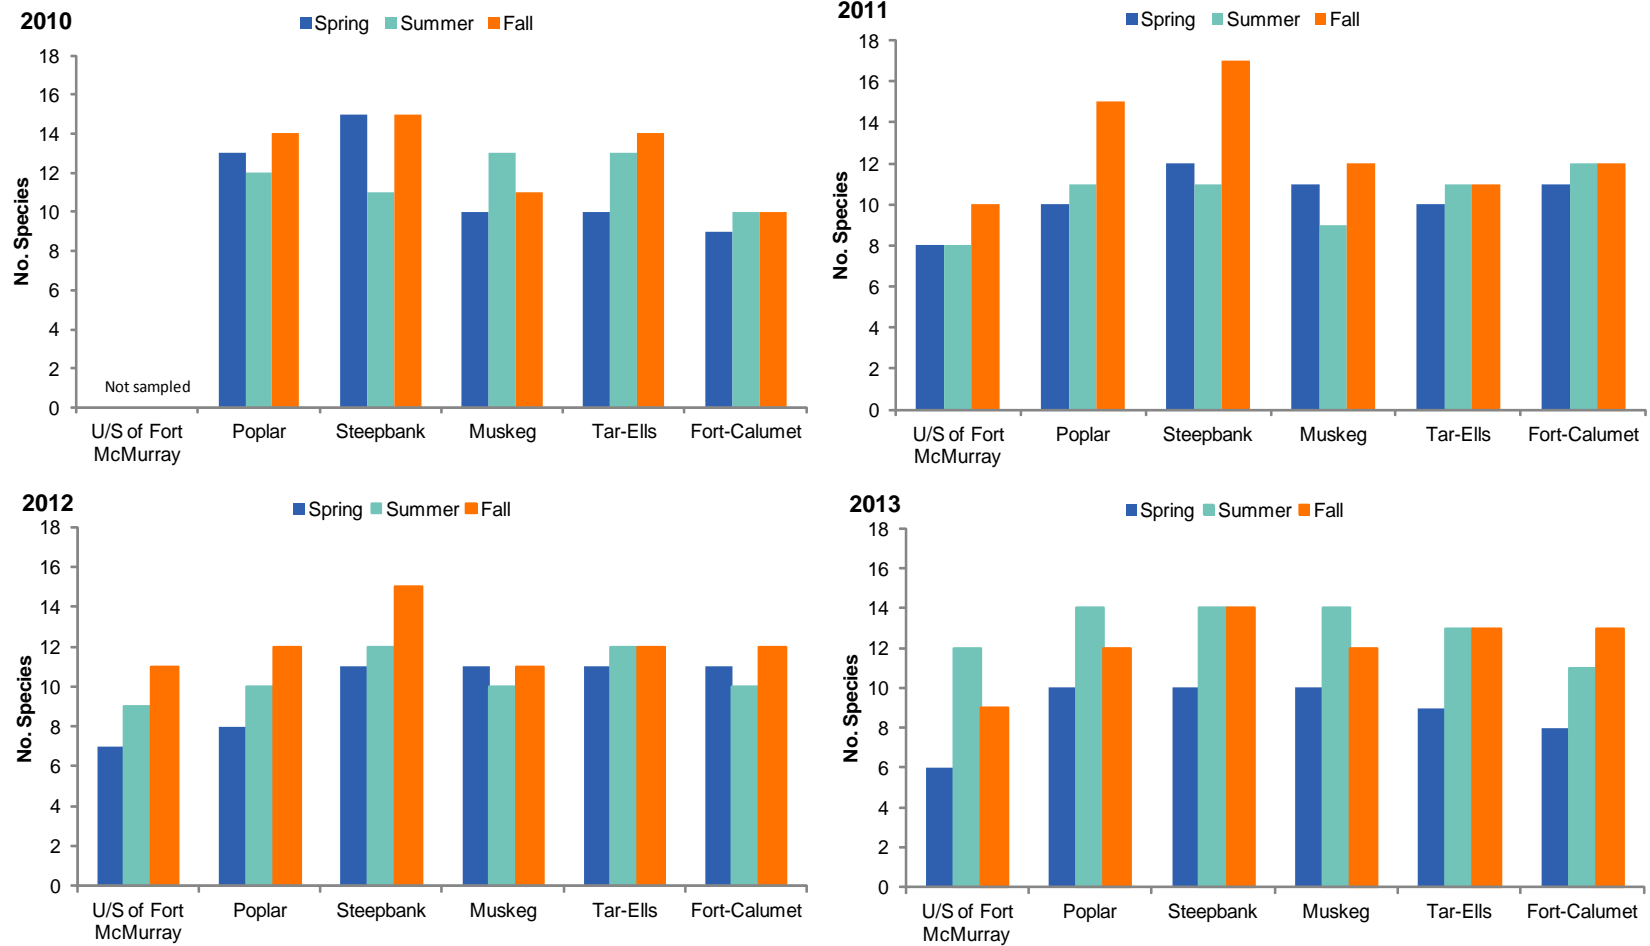 2010
Spring Summer Fall
No. Species
18
16
14
12
10
8
6
4
2
0
Not sampled
U/S of Fort McMurray
Poplar
Steepbank
Muskeg
Tar-Ells
Fort-Calumet
2011
Spring Summer Fall
No. Species
18
16
14
12
10
8
6
4
2
0
U/S of Fort McMurray
Poplar
Steepbank
Muskeg
Tar-Ells
Fort-Calumet
2012
Spring Summer Fall
No. Species
18
16
14
12
10
8
6
4
2
0
U/S of Fort McMurray
Poplar
Steepbank
Muskeg
Tar-Ells
Fort-Calumet
2013
Spring Summer Fall
No. Species
18
16
14
12
10
8
6
4
2
0
U/S of Fort McMurray
Poplar
Steepbank
Muskeg
Tar-Ells
Fort-Calumet